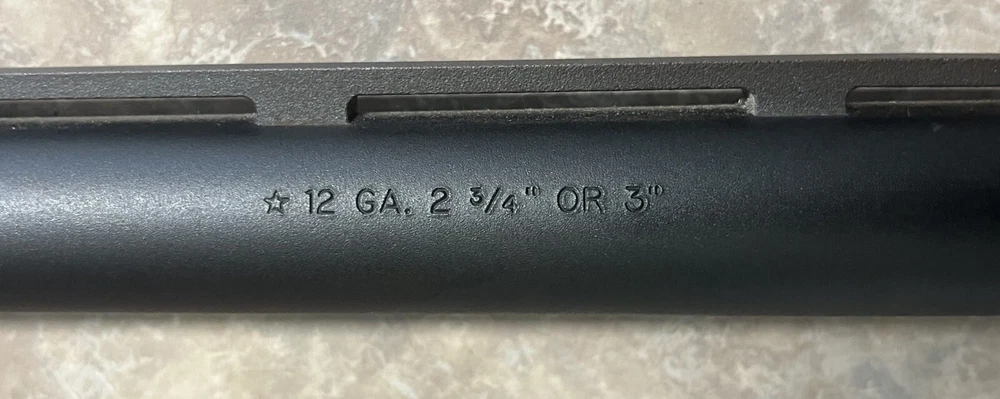 ☆ 12 GA. 2 3/4" OR 3"